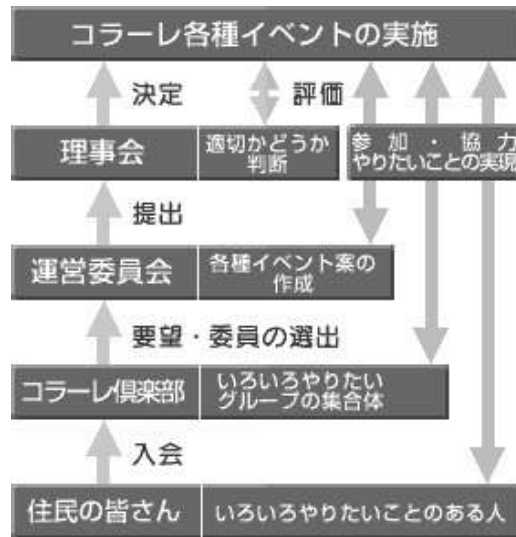 コラーレ各種イベントの実施
決定
評価
理事会
適切かどうか
判断
参加・協力
やりたいことの実現
提出
運営委員会
各種イベント案の
作成
要望・委員の選出
コラーレ倶楽部
いろいろやりたい
グループの集合体
入会
住民の皆さん
いろいろやりたいことのある人